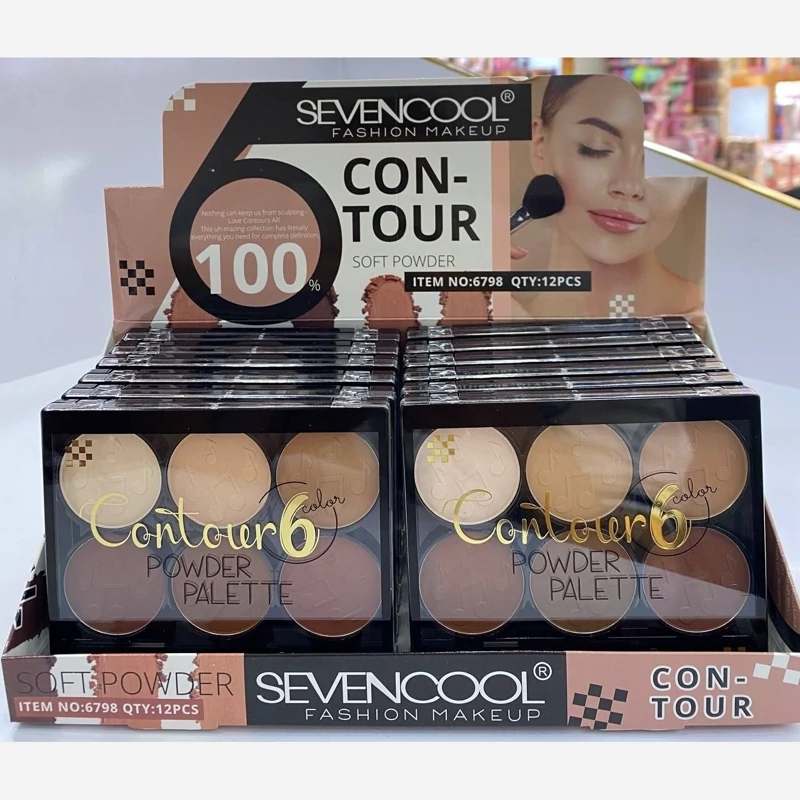 SEVENCOOL®
FASHION MAKEUP
6
CON-
TOUR
SOFT POWDER
ITEM NO:6798 QTY:12PCS
Nothing can keep us from sculpting-
Love Contours All!
This un-mazing collection has literally
everything you need for complete definition.
100%
Contour6 color
POWDER
PALETTE
Contour6 color
POWDER
PALETTE
SOFT POWDER
ITEM NO:6798 QTY:12PCS
SEVENCOOL®
FASHION MAKEUP
CON-
TOUR